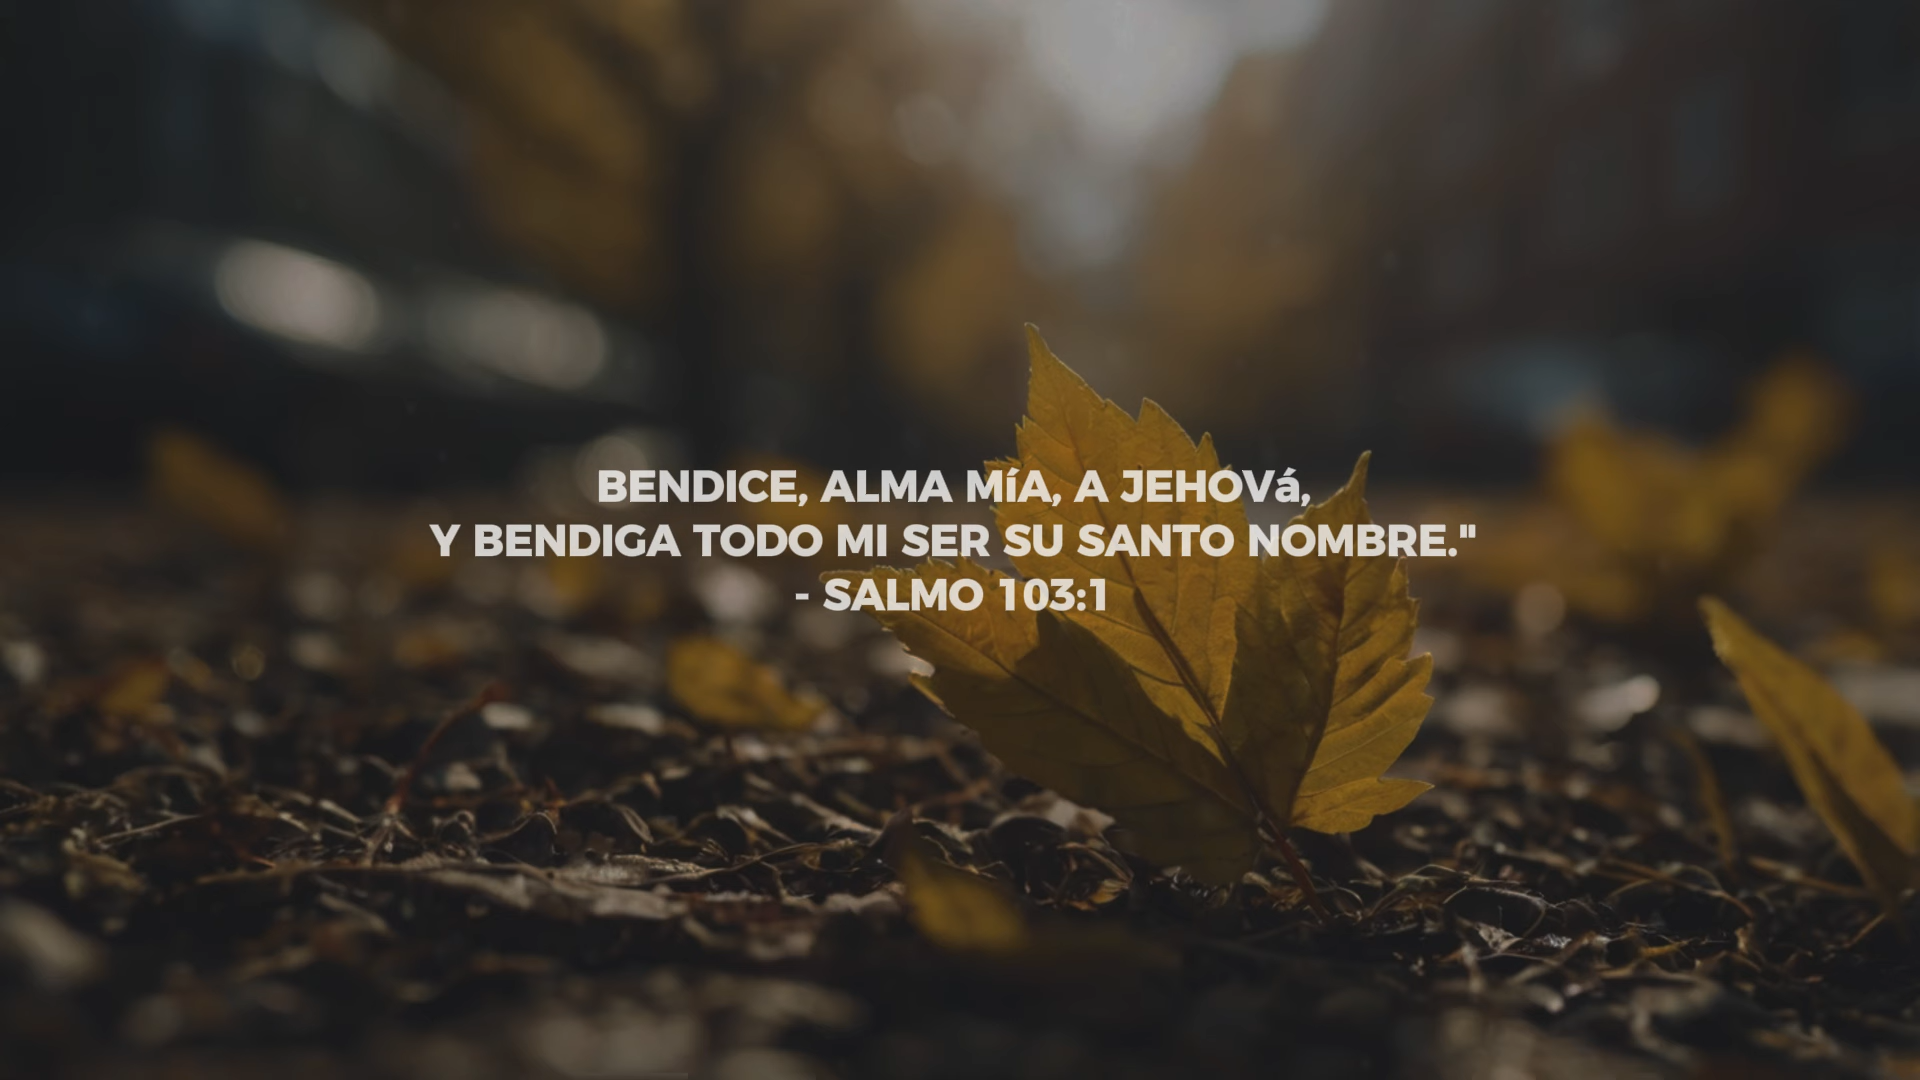 BENDICE, ALMA MíA, A JEHOVá,
Y BENDIGA TODO MI SER SU SANTO NOMBRE."
- SALMO 103:1